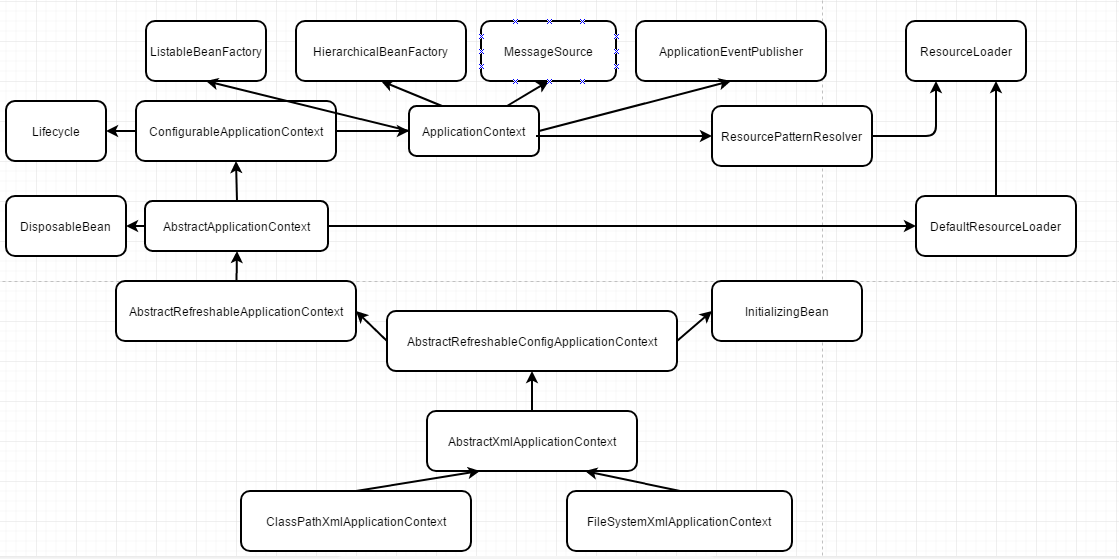 ListableBeanFactory
HierarchicalBeanFactory
MessageSource
ApplicationEventPublisher
ResourceLoader
Lifecycle
ConfigurableApplicationContext
ApplicationContext
ResourcePatternResolver
DisposableBean
AbstractApplicationContext
DefaultResourceLoader
AbstractRefreshableApplicationContext
AbstractRefreshableConfigApplicationContext
InitializingBean
AbstractXmlApplicationContext
ClassPathXmlApplicationContext
FileSystemXmlApplicationContext